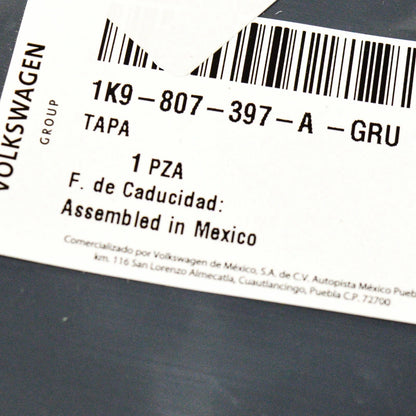 VOLKSWAGEN
GROUP
1K9-807-397-A -GRU
TAPA
1 PZA
F. de Caducidad:
Assembled in Mexico
Comercializado por Volkswagen de México, S.A. de C.V. Autopista México Pueb
km. 116 San Lorenzo Almecatla, Cuautlancingo, Puebla C.P. 72700